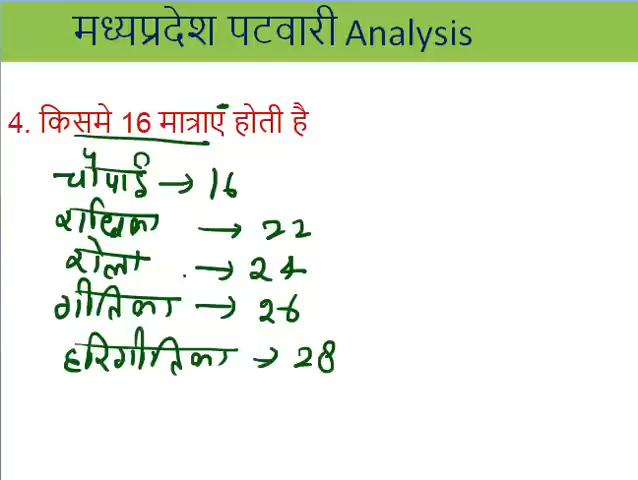 मध्यप्रदेश पटवारी Analysis
4. किसमे 16 मात्राएं होती है
चौपाई → 16
राधिका → 22
रोला → 24
गीतिका → 26
हरिगीतिका → 28